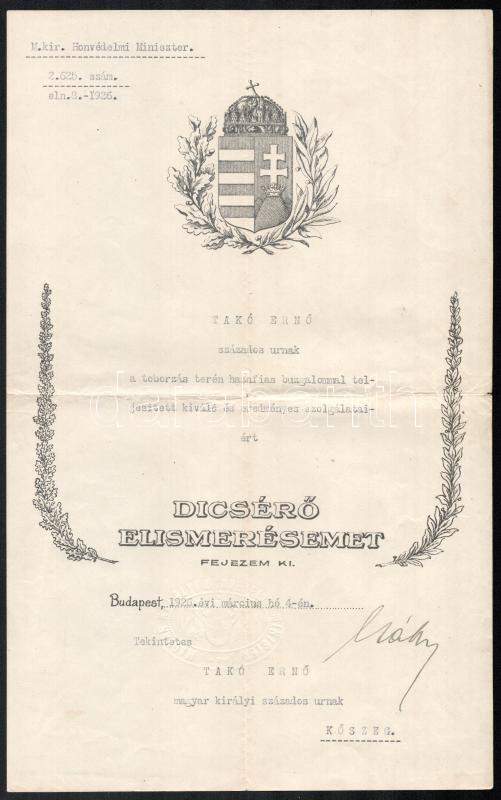 M.kir. Honvédelmi Miniszter.
2.625. szám.
eln.8.-1926.
TAKÓ ERNŐ
százados urnak
a toborzás terén hazafias buzgalommal tel-
jesitett kiváló és eredményes szolgálatai-
ért
darabanth
DICSÉRŐ
ELISMERÉSEMET
FEJEZEM KI.
Budapest, 1926.évi március hó 4-én.
Tekintetes
TAKÓ ERNŐ
magyar királyi százados urnak
KŐSZEG.